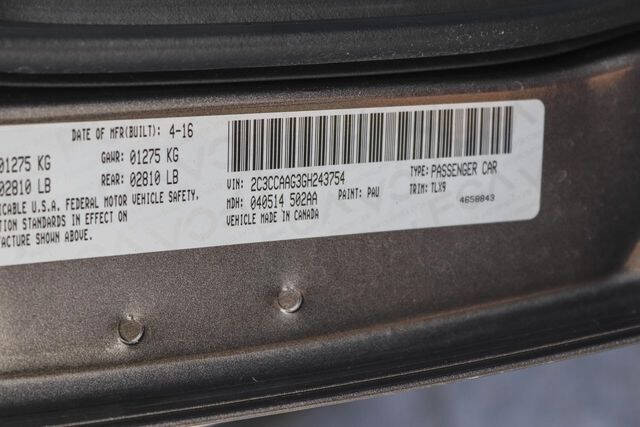 DATE OF MFR(BUILT): 4-16
01275 KG GAWR: 01275 KG
02810 LB REAR: 02810 LB
ICABLE U.S.A. FEDERAL MOTOR VEHICLE SAFETY,
TION STANDARDS IN EFFECT ON
FACTURE SHOWN ABOVE.
VIN: 2C3CCAAG3GH243754 TYPE: PASSENGER CAR
MDH: 040514 502AA PAINT: PAU TRIM: TLX9
VEHICLE MADE IN CANADA 4658843